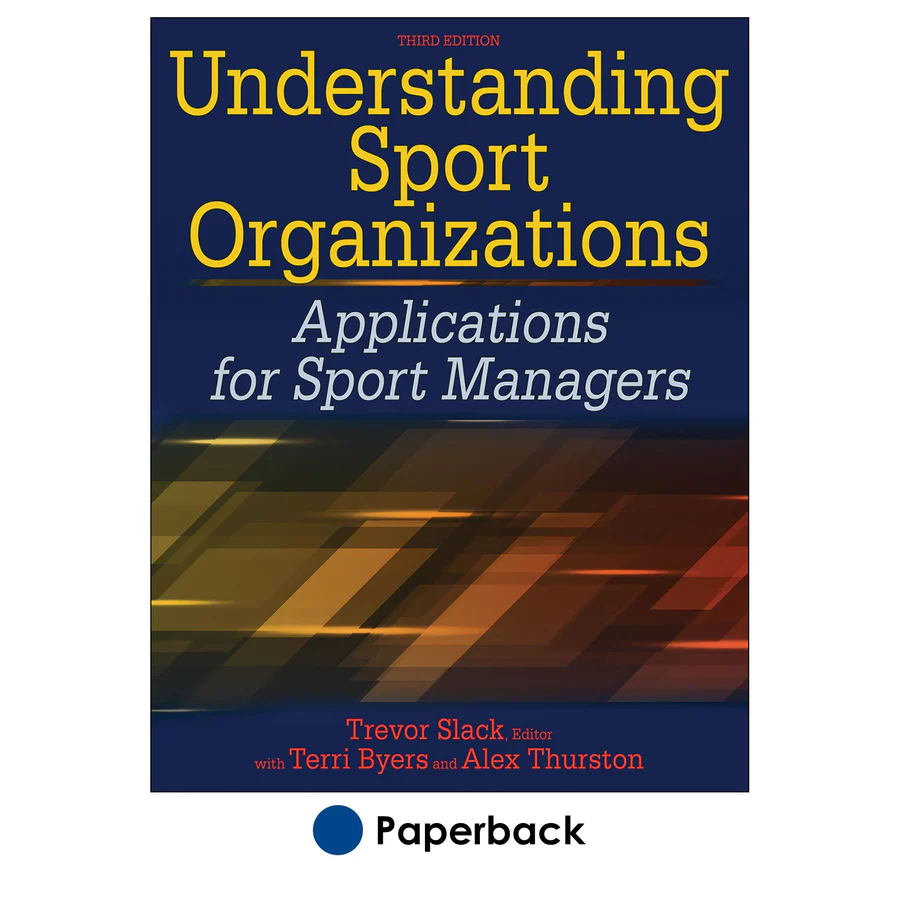 THIRD EDITION
Understanding
Sport
Organizations
Applications
for Sport Managers
Trevor Slack, Editor
with Terri Byers and Alex Thurston
Paperback